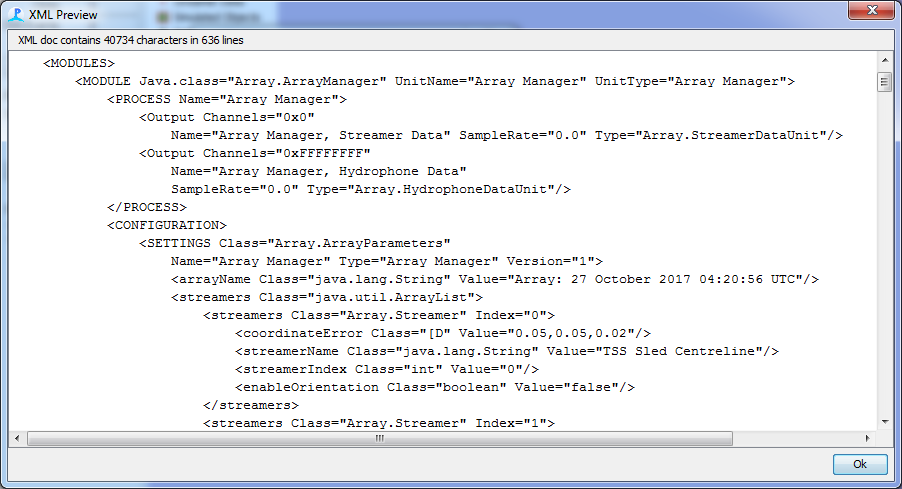 XML Preview
XML doc contains 40734 characters in 636 lines
<MODULES>
<MODULE Java.class="Array.ArrayManager" UnitName="Array Manager" UnitType="Array Manager">
<PROCESS Name="Array Manager">
<Output Channels="0x0"
Name="Array Manager, Streamer Data" SampleRate="0.0" Type="Array.StreamerDataUnit"/>
<Output Channels="0xFFFFFFFF"
Name="Array Manager, Hydrophone Data"
SampleRate="0.0" Type="Array.HydrophoneDataUnit"/>
</PROCESS>
<CONFIGURATION>
<SETTINGS Class="Array.ArrayParameters"
Name="Array Manager" Type="Array Manager" Version="1">
<arrayName Class="java.lang.String" Value="Array: 27 October 2017 04:20:56 UTC"/>
<streamers Class="java.util.ArrayList">
<streamers Class="Array.Streamer" Index="0">
<coordinateError Class="[D" Value="0.05,0.05,0.02"/>
<streamerName Class="java.lang.String" Value="TSS Sled Centreline"/>
<streamerIndex Class="int" Value="0"/>
<enableOrientation Class="boolean" Value="false"/>
</streamers>
<streamers Class="Array.Streamer" Index="1">
Ok